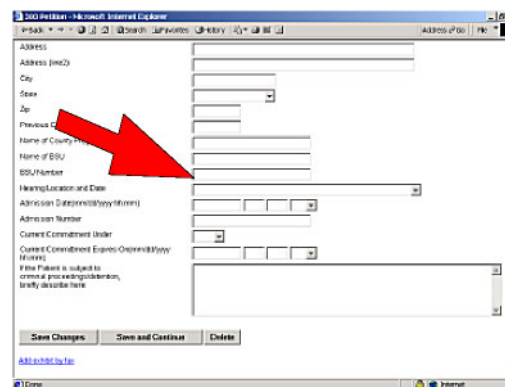 303 Petition - Microsoft Internet Explorer
Back Search Favorites History Address Go File
Address
Address (line2)
City
State
Zip
Previous
Name of County
Name of BSU
BSU Number
Hearing/Location and Date
Admission Date(mm/dd/yyyy-hh:mm)
Admission Number
Current Commitment Under
Current Commitment Expires On(mm/dd/yyyy hh:mm)
If the Patient is subject to
criminal proceedings/detention,
briefly describe here
Save Changes Save and Continue Delete
Add exhibit by fax
Done Internet